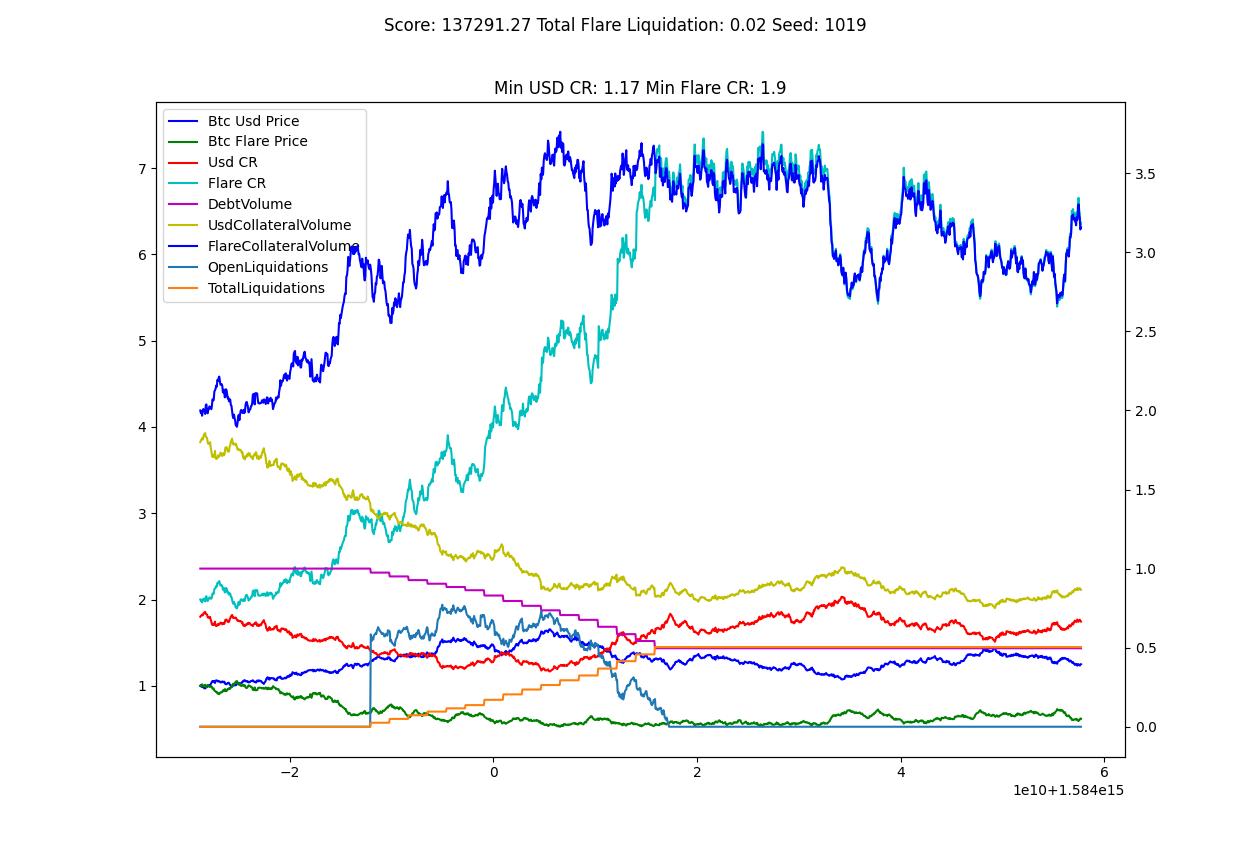 Score: 137291.27 Total Flare Liquidation: 0.02 Seed: 1019
Min USD CR: 1.17 Min Flare CR: 1.9
Btc Usd Price
Btc Flare Price
Usd CR
Flare CR
DebtVolume
UsdCollateralVolume
FlareCollateralVolume
OpenLiquidations
TotalLiquidations
7
6
5
4
3
2
1
3.5
3.0
2.5
2.0
1.5
1.0
0.5
0.0
−2 0 2 4 6
1e10+1.584e15